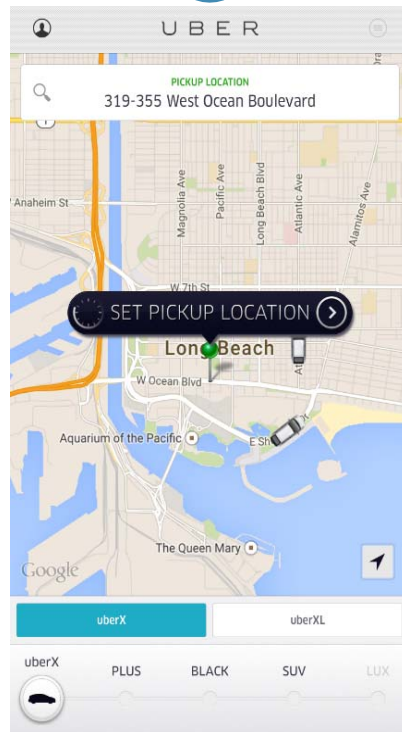 UBER
PICKUP LOCATION
319-355 West Ocean Boulevard
1
Anaheim St
Magnolia Ave
Pacific Ave
Long Beach Blvd
Atlantic Ave
Alamitos Ave
W 7th St
SET PICKUP LOCATION
Long Beach
W Ocean Blvd
Aquarium of the Pacific
E Sh
The Queen Mary
Google
uberX
uberXL
uberX
PLUS
BLACK
SUV
LUX